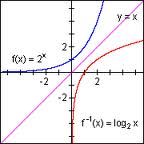 y = x
f(x) = 2ˣ
2
-2
2
-2
f⁻¹(x) = log₂ x